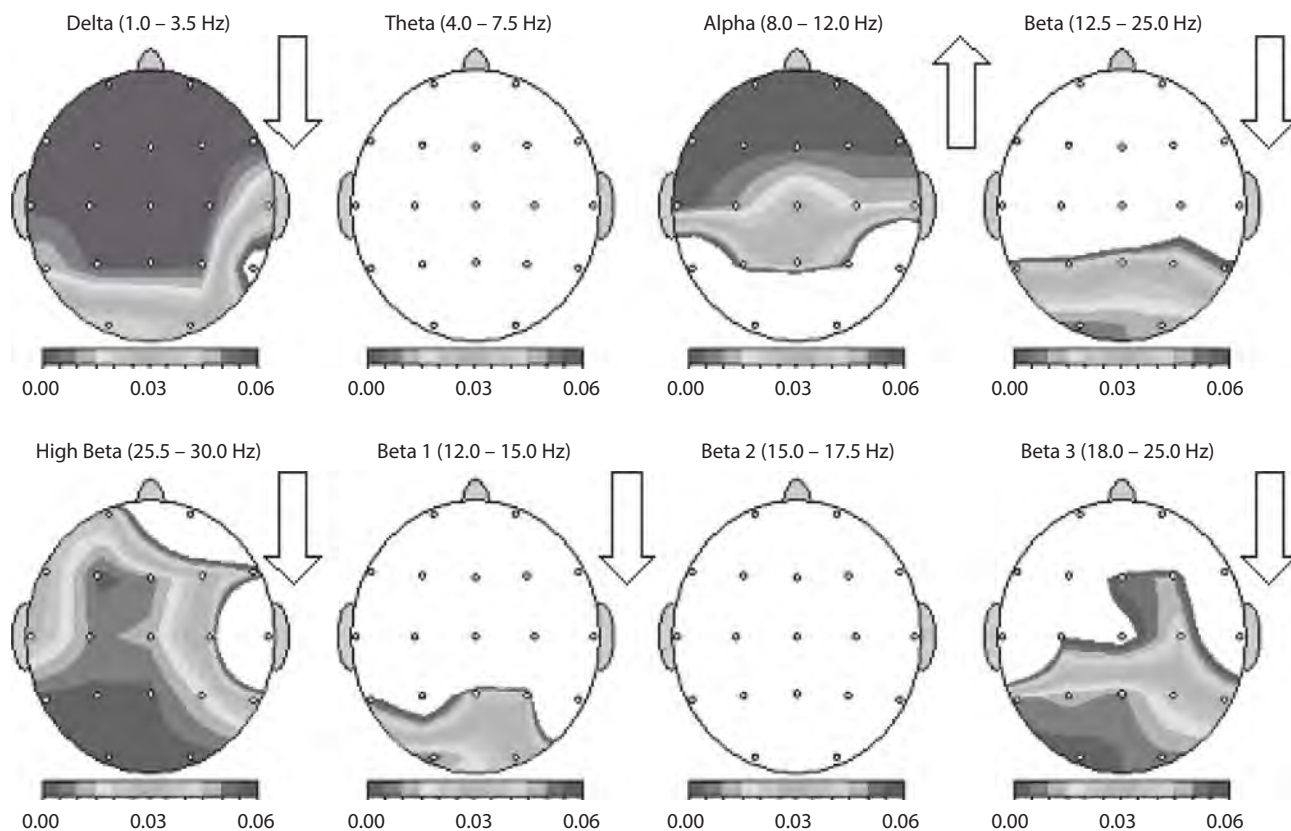 Delta (1.0 – 3.5 Hz)
Theta (4.0 – 7.5 Hz)
Alpha (8.0 – 12.0 Hz)
Beta (12.5 – 25.0 Hz)
0.00 0.03 0.06
0.00 0.03 0.06
0.00 0.03 0.06
0.00 0.03 0.06
High Beta (25.5 – 30.0 Hz)
Beta 1 (12.0 – 15.0 Hz)
Beta 2 (15.0 – 17.5 Hz)
Beta 3 (18.0 – 25.0 Hz)
0.00 0.03 0.06
0.00 0.03 0.06
0.00 0.03 0.06
0.00 0.03 0.06